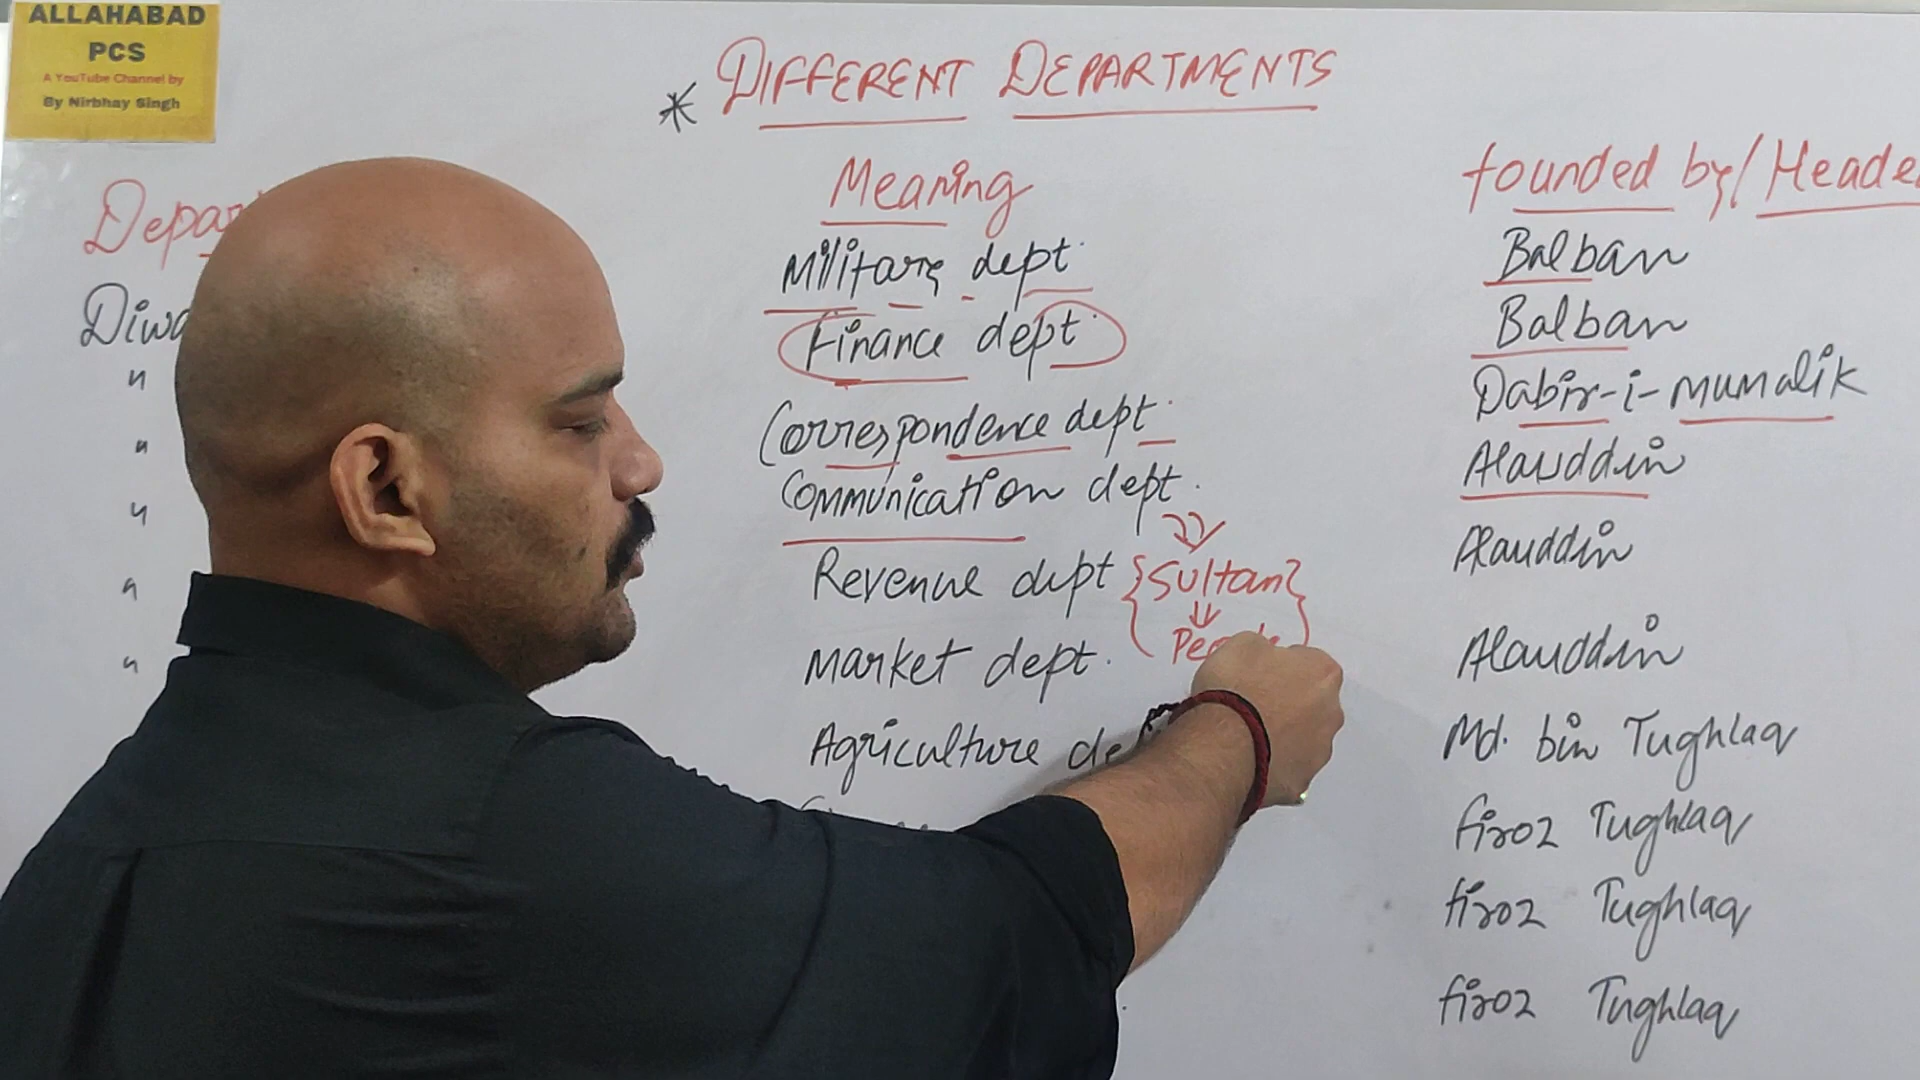 ALLAHABAD
PCS
A YouTube Channel by
By Nirbhay Singh
* DIFFERENT DEPARTMENTS
Meaning
founded by/Header
Military dept. Balban
Finance dept. Balban
" Correspondence dept. Dabir-i-mumalik
" Communication dept. Alauddin
" Revenue dept {Sultan} Alauddin
" Market dept. Alauddin
Agriculture Md. bin Tughlaq
firoz Tughlaq
firoz Tughlaq
firoz Tughlaq